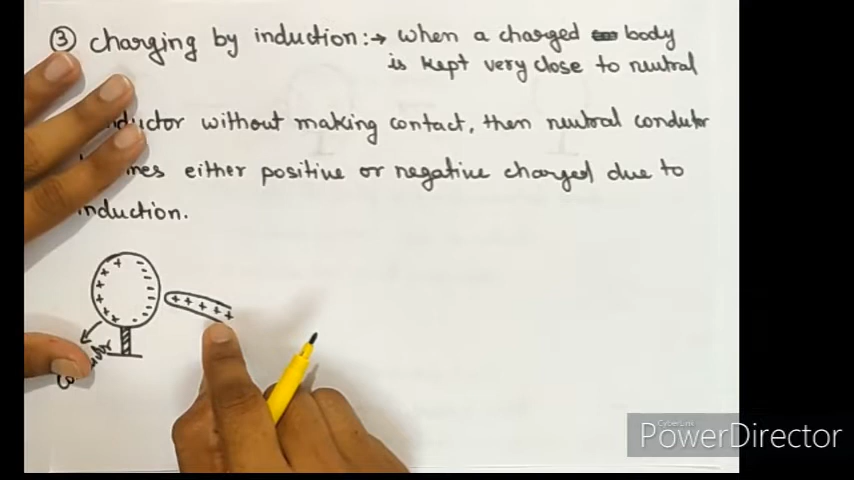 ③ charging by induction:→ when a charged body
is kept very close to neutral
ductor without making contact, then neutral conductor
mes either positive or negative charged due to
induction.
CyberLink
PowerDirector